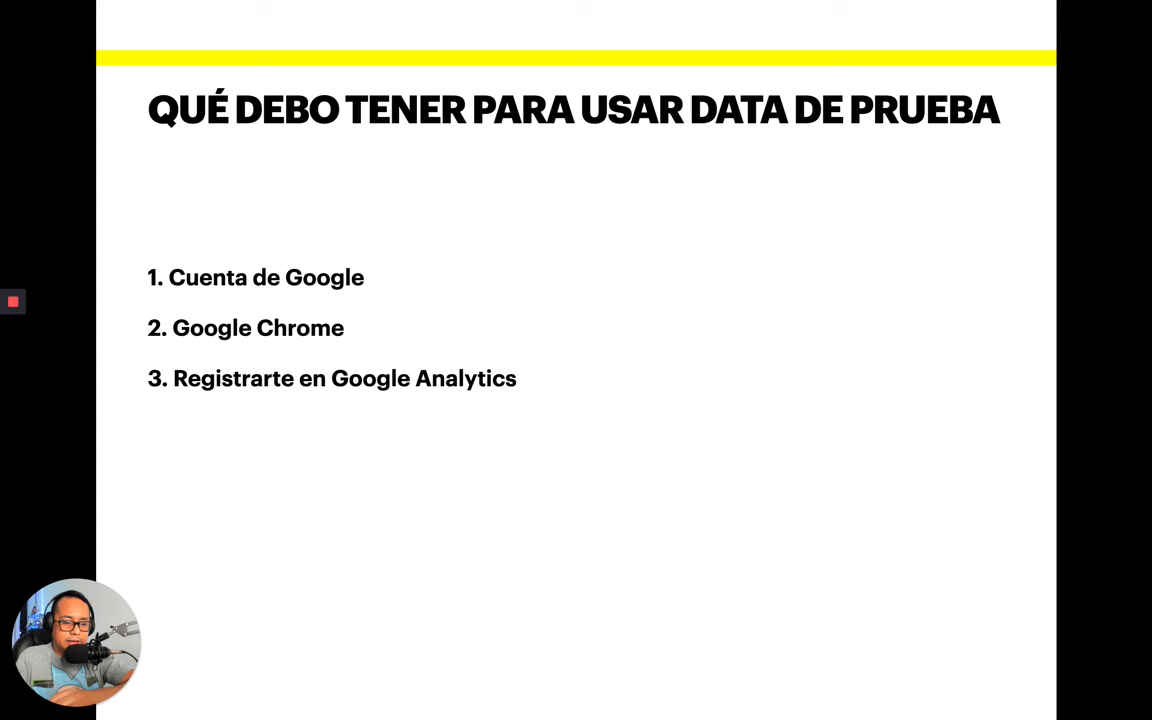 QUÉ DEBO TENER PARA USAR DATA DE PRUEBA
1. Cuenta de Google
2. Google Chrome
3. Registrarte en Google Analytics